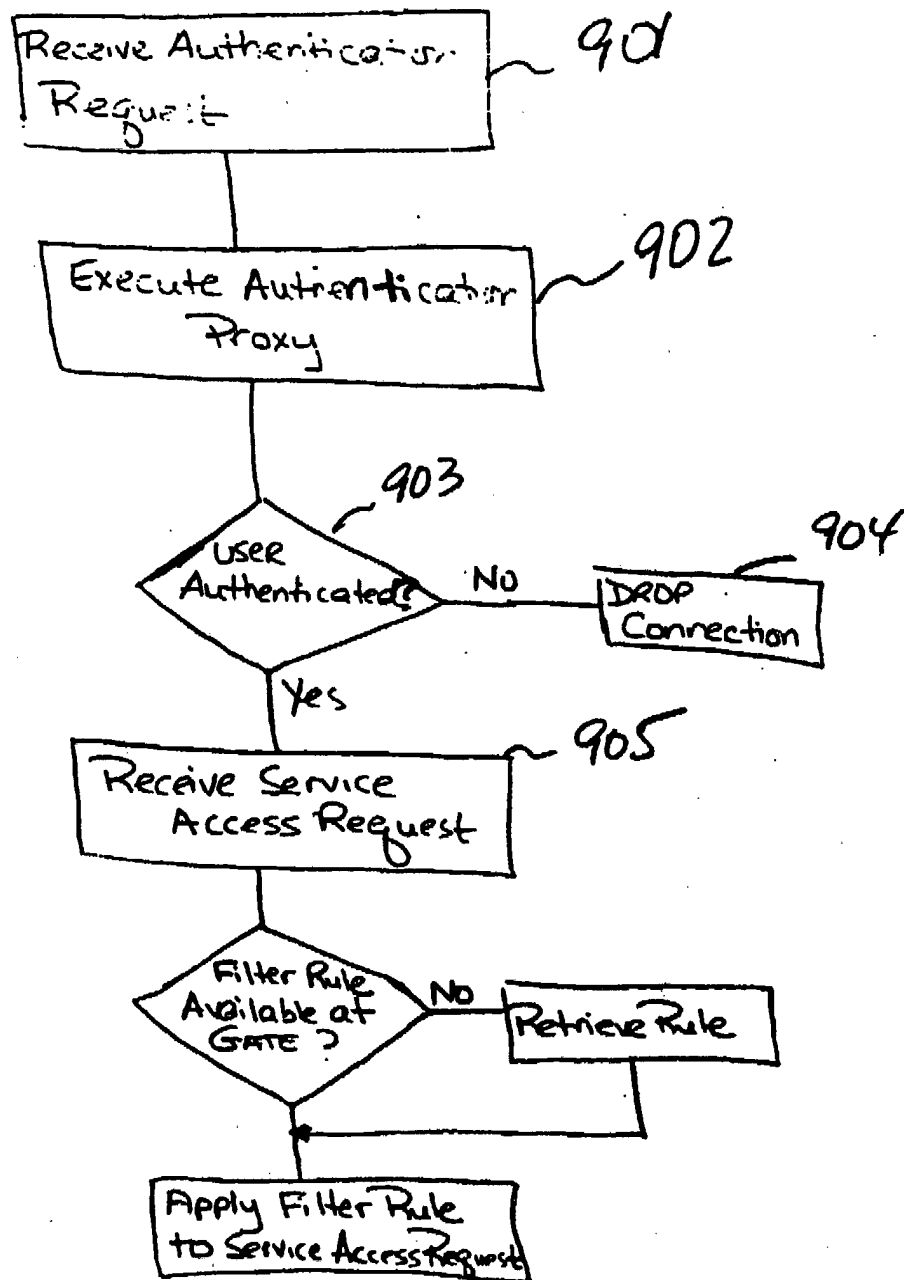 Receive Authentication
Request
901
Execute Authentication
Proxy
902
903
USER
Authenticated?
No
904
DROP
Connection
Yes
905
Receive Service
Access Request
Filter Rule
Available at
GATE ?
No
Retrieve Rule
Apply Filter Rule
to Service Access Request